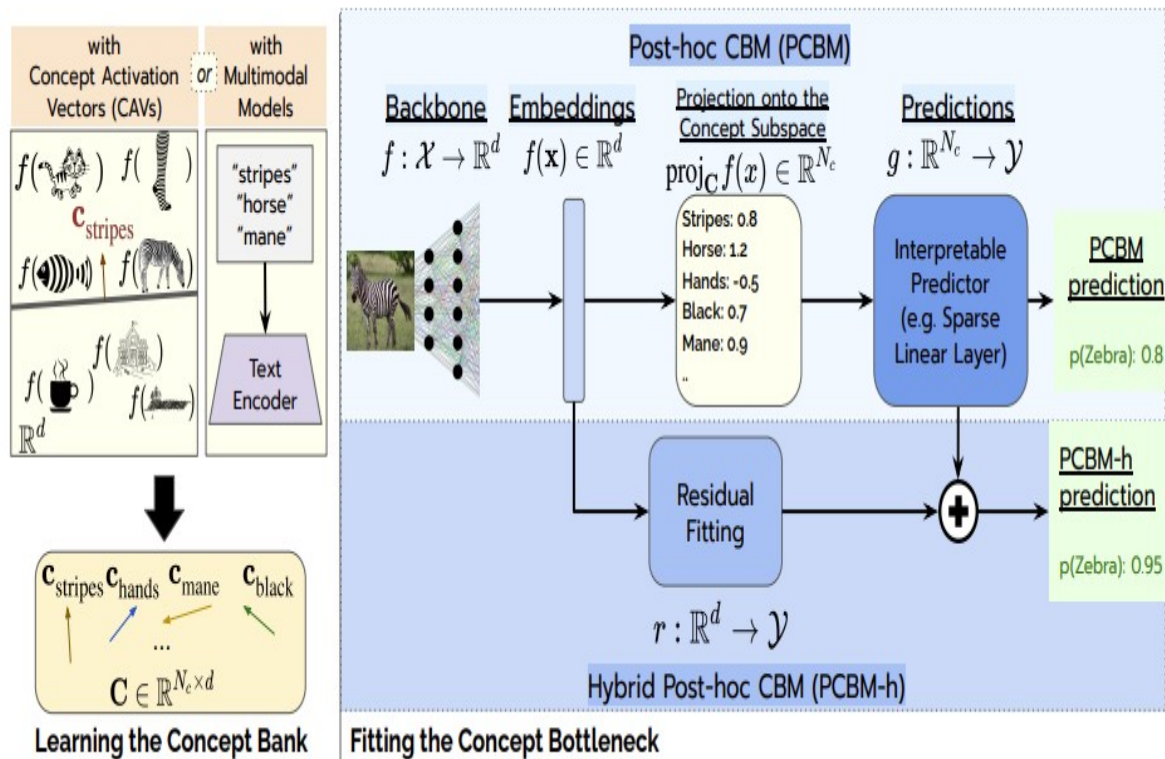 with
Concept Activation
Vectors (CAVs)
or
with
Multimodal
Models
f( )
f( )
c_stripes
f( )
f( )
f( )
f( )
f( )
ℝ^d
"stripes"
"horse"
"mane"
Text
Encoder
c_stripes c_hands c_mane c_black
...
C ∈ ℝ^{N_c×d}
Learning the Concept Bank
Post-hoc CBM (PCBM)
Backbone
f : 𝒳 → ℝ^d
Embeddings
f(x) ∈ ℝ^d
Projection onto the
Concept Subspace
proj_C f(x) ∈ ℝ^{N_c}
Predictions
g : ℝ^{N_c} → 𝒴
Stripes: 0.8
Horse: 1.2
Hands: -0.5
Black: 0.7
Mane: 0.9
..
Interpretable
Predictor
(e.g. Sparse
Linear Layer)
PCBM
prediction
p(Zebra): 0.8
Residual
Fitting
+
PCBM-h
prediction
p(Zebra): 0.95
r : ℝ^d → 𝒴
Hybrid Post-hoc CBM (PCBM-h)
Fitting the Concept Bottleneck